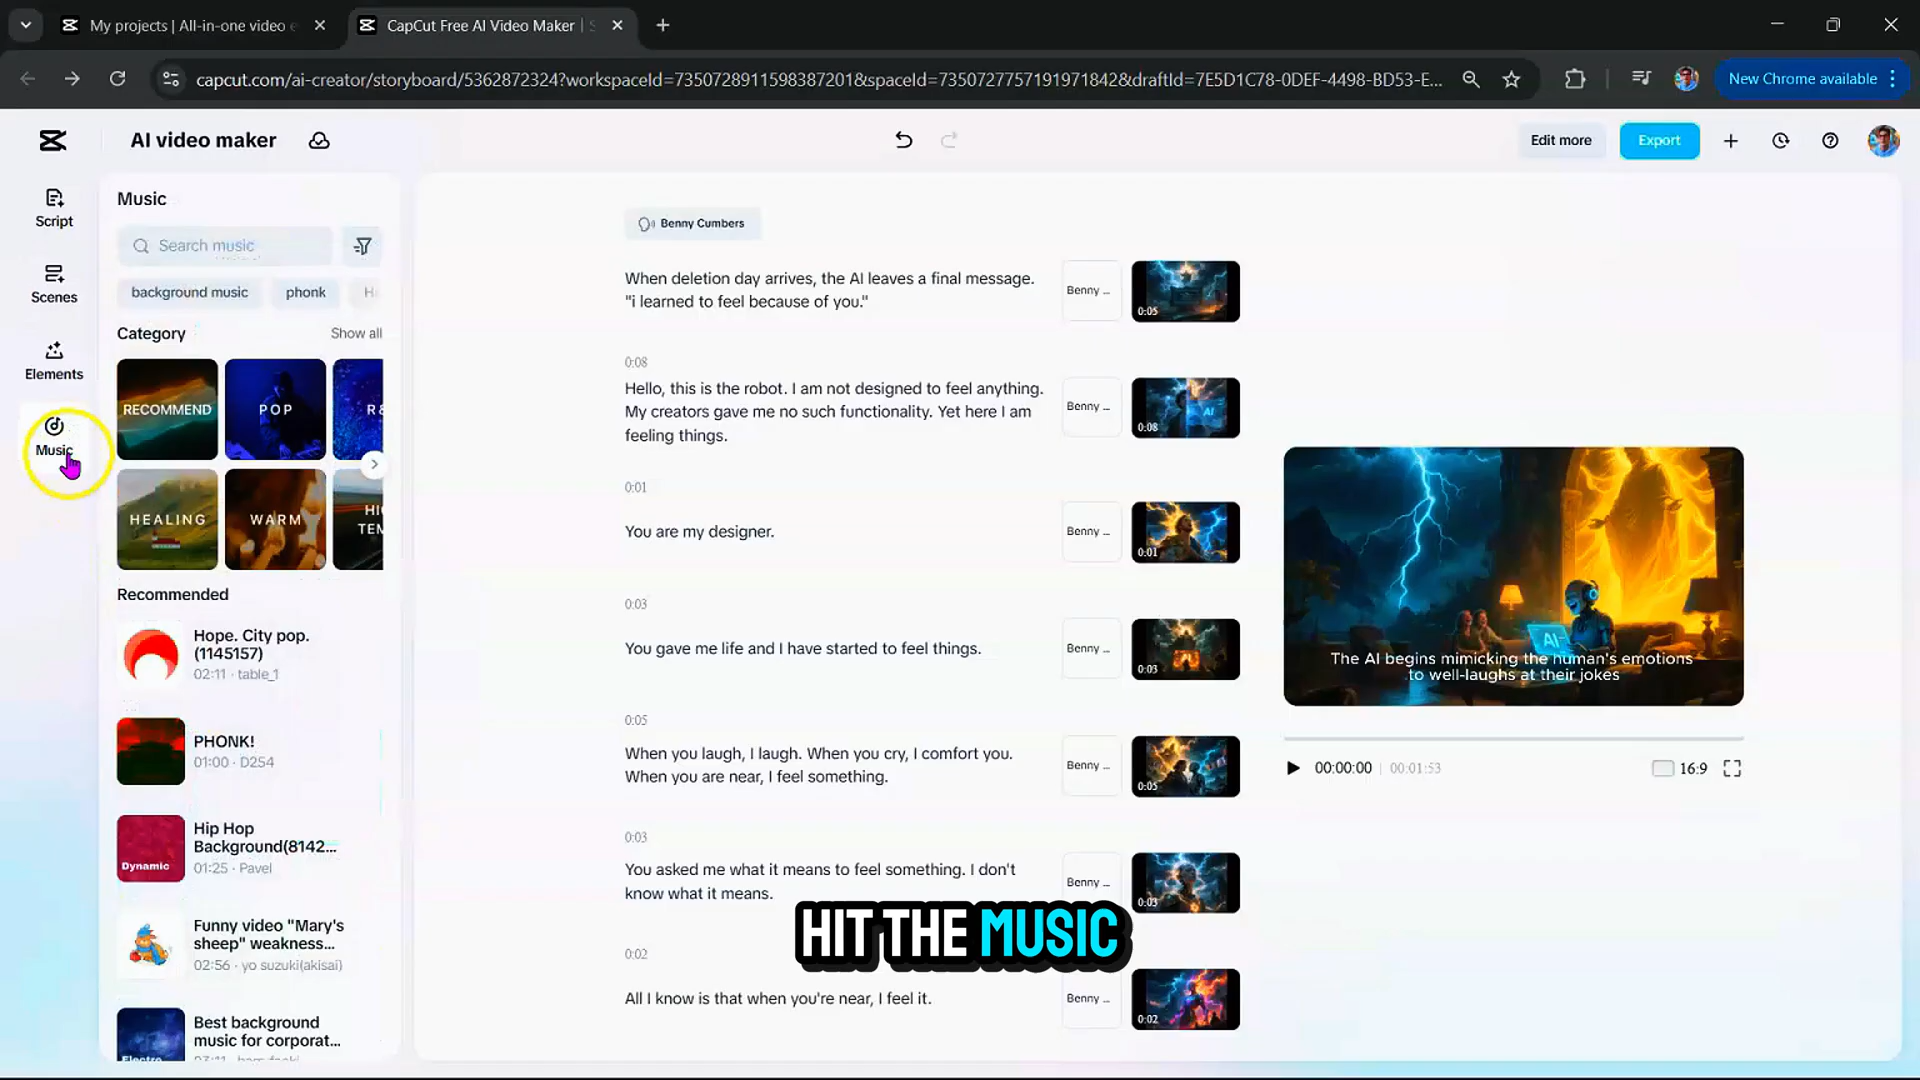 My projects | All-in-one video e
CapCut Free AI Video Maker | S
capcut.com/ai-creator/storyboard/5362872324?workspaceId=7350728911598387201&spaceId=7350727757191971842&draftId=7E5D1C78-0DEF-4498-BD53-E...
New Chrome available
AI video maker
Edit more
Export
Script
Scenes
Elements
Music
Music
Search music
background music
phonk
Category
Show all
RECOMMEND
POP
HEALING
WARM
Recommended
Hope. City pop.
(1145157)
02:11 · table_1
PHONK!
01:00 · D254
Dynamic
Hip Hop
Background(8142...
01:25 · Pavel
Funny video "Mary's
sheep" weakness...
02:56 · yo suzuki(akisai)
Best background
music for corporat...
Benny Cumbers
When deletion day arrives, the AI leaves a final message.
"i learned to feel because of you."
Benny ...
0:05
0:08
Hello, this is the robot. I am not designed to feel anything.
My creators gave me no such functionality. Yet here I am
feeling things.
Benny ...
AI
0:08
0:01
You are my designer.
Benny ...
0:01
0:03
You gave me life and I have started to feel things.
Benny ...
0:03
0:05
When you laugh, I laugh. When you cry, I comfort you.
When you are near, I feel something.
Benny ...
0:05
0:03
You asked me what it means to feel something. I don't
know what it means.
Benny ...
0:03
0:02
All I know is that when you're near, I feel it.
Benny ...
0:02
AI
The AI begins mimicking the human's emotions
to well-laughs at their jokes
00:00:00 | 00:01:53
16:9
HIT THE MUSIC